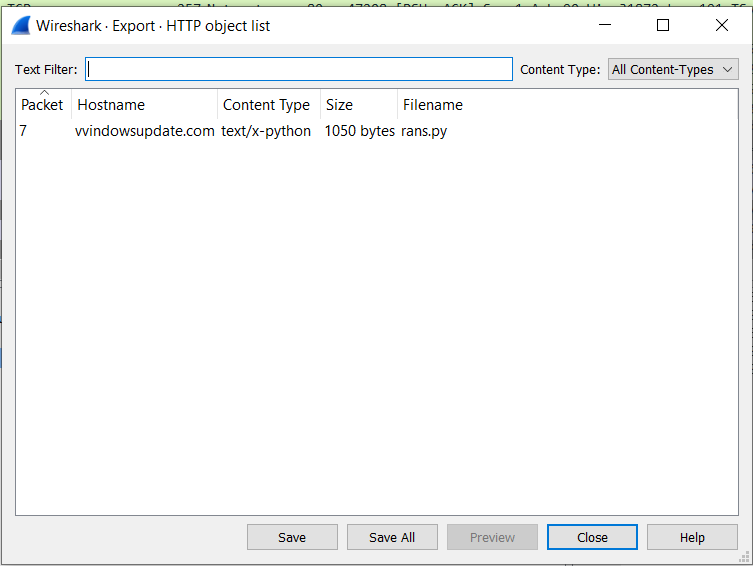 Wireshark · Export · HTTP object list
Text Filter: Content Type: All Content-Types
Packet Hostname Content Type Size Filename
7 vvindowsupdate.com text/x-python 1050 bytes rans.py
Save Save All Preview Close Help